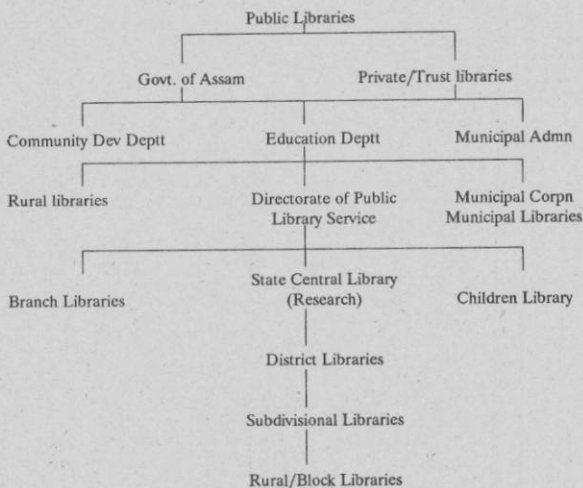 Public Libraries
Govt. of Assam
Private/Trust libraries
Community Dev Deptt
Education Deptt
Municipal Admn
Rural libraries
Directorate of Public
Library Service
Municipal Corpn
Municipal Libraries
Branch Libraries
State Central Library
(Research)
Children Library
District Libraries
Subdivisional Libraries
Rural/Block Libraries